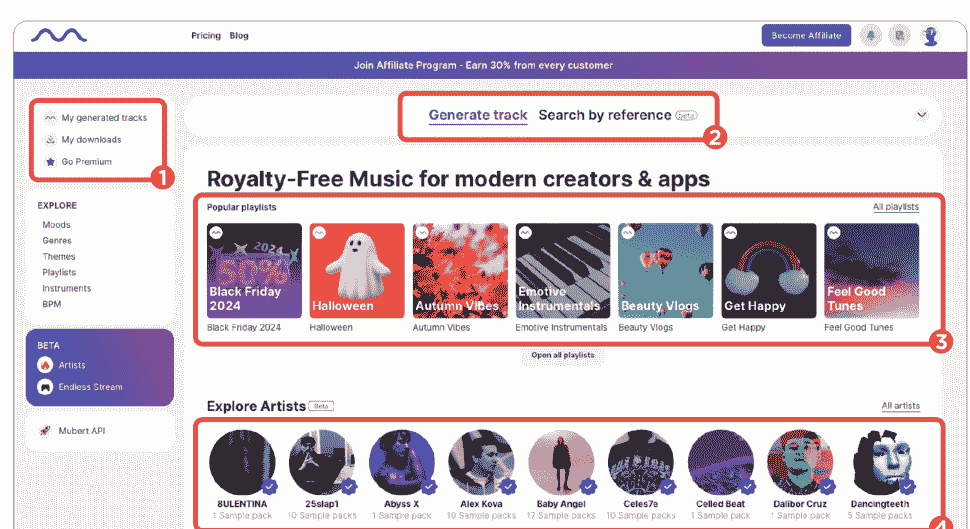 Pricing Blog
Become Affiliate
Join Affiliate Program - Earn 30% from every customer
My generated tracks
My downloads
Go Premium
1
EXPLORE
Moods
Genres
Themes
Playlists
Instruments
BPM
BETA
Artists
Endless Stream
Mubert API
Generate track Search by reference beta
2
Royalty-Free Music for modern creators & apps
Popular playlists
All playlists
2024
50%
Black Friday
2024
Halloween
Autumn Vibes
Emotive
Instrumentals
Beauty Vlogs
Get Happy
Feel Good
Tunes
Black Friday 2024
Halloween
Autumn Vibes
Emotive Instrumentals
Beauty Vlogs
Get Happy
Feel Good Tunes
3
Open all playlists
Explore Artists Beta
All artists
8ULENTINA
1 Sample pack
25slap1
10 Sample packs
Abyss X
1 Sample pack
Alex Kova
10 Sample packs
Baby Angel
17 Sample packs
Celes7e
10 Sample packs
Celled Beat
1 Sample pack
Dalibor Cruz
1 Sample pack
Dancingteeth
5 Sample packs
4